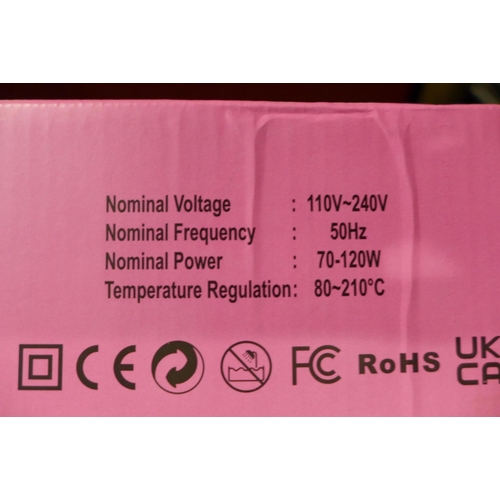 Nominal Voltage : 110V~240V
Nominal Frequency : 50Hz
Nominal Power : 70-120W
Temperature Regulation: 80~210°C
CE FC RoHS UK
CA